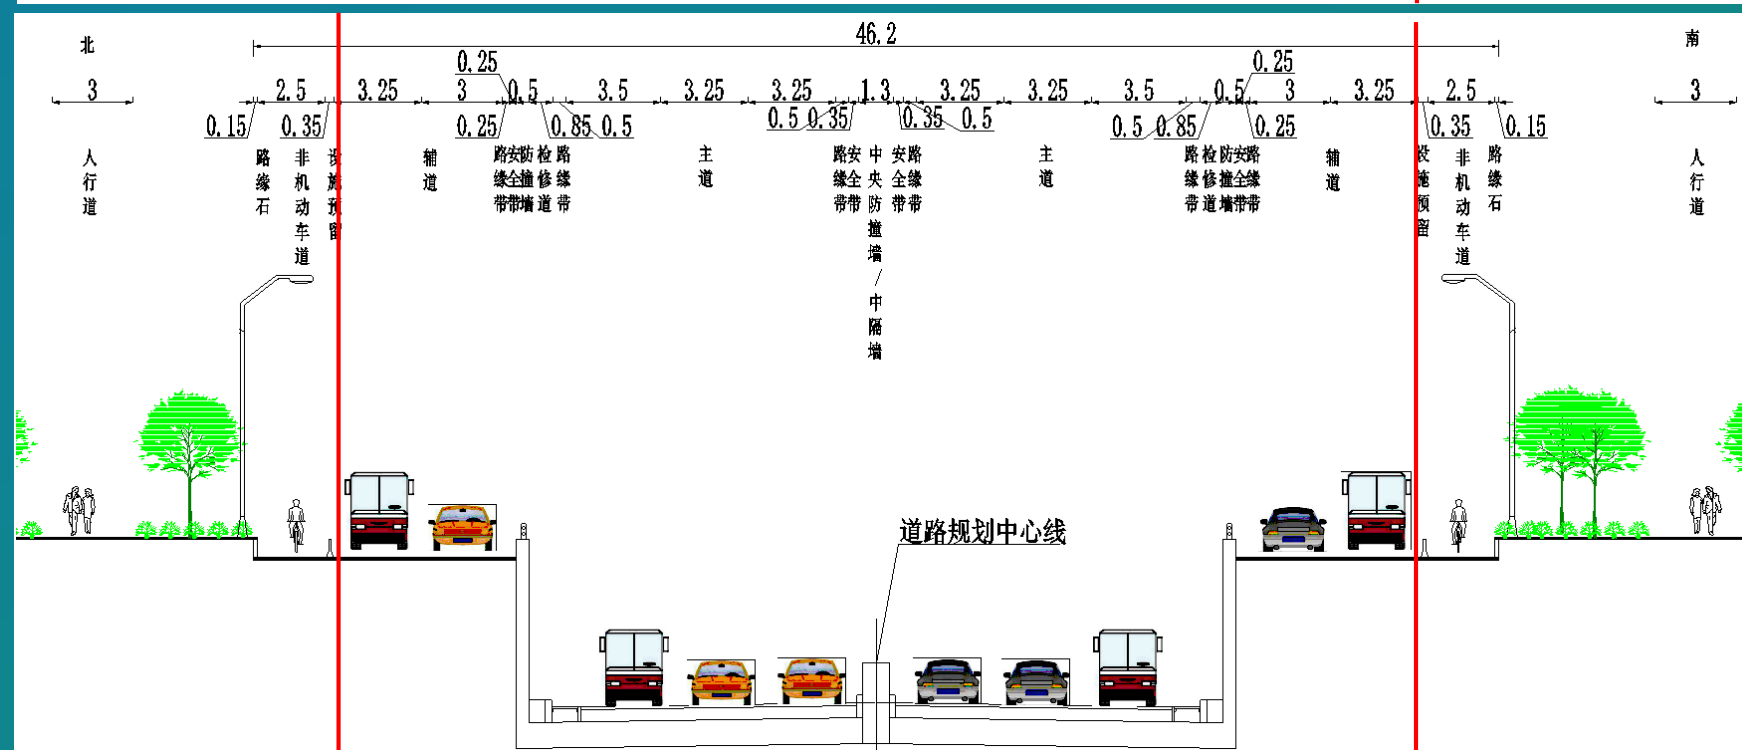 北
南
46.2
0.25
0.25
3
2.5
3.25
3
0.5
3.5
3.25
3.25
1.3
3.25
3.25
3.5
0.5
3
3.25
2.5
3
0.15
0.35
0.25
0.85
0.5
0.5
0.35
0.35
0.5
0.5
0.85
0.25
0.35
0.15
人行道
路缘石
非机动车道
设施预留
辅道
路缘带
安全带
防撞墙
检修道
路缘带
主道
路缘带
安全带
中央防撞墙/中隔墙
安全带
路缘带
主道
路缘带
检修道
防撞墙
安全带
路缘带
辅道
设施预留
非机动车道
路缘石
人行道
道路规划中心线